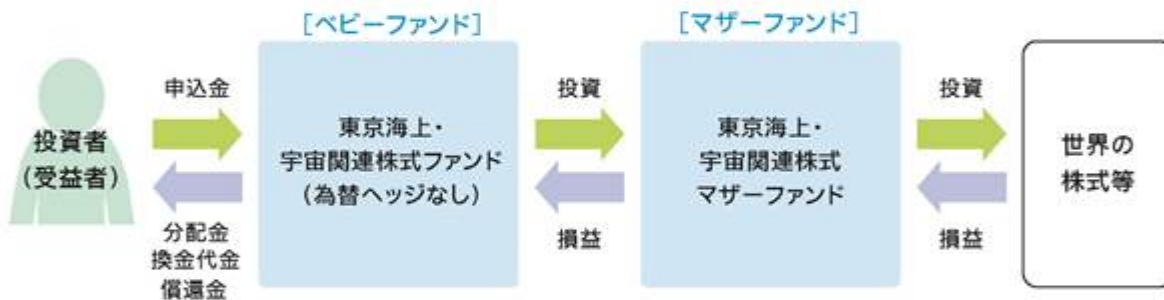 [ベビーファンド]
[マザーファンド]
投資者
(受益者)
申込金
分配金
換金代金
償還金
東京海上・
宇宙関連株式ファンド
(為替ヘッジなし)
投資
損益
東京海上・
宇宙関連株式
マザーファンド
投資
損益
世界の
株式等